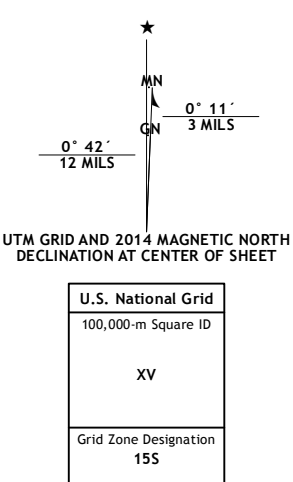 ★
MN
0° 11´
3 MILS
GN
0° 42´
12 MILS
UTM GRID AND 2014 MAGNETIC NORTH
DECLINATION AT CENTER OF SHEET
U.S. National Grid
100,000-m Square ID
XV
Grid Zone Designation
15S